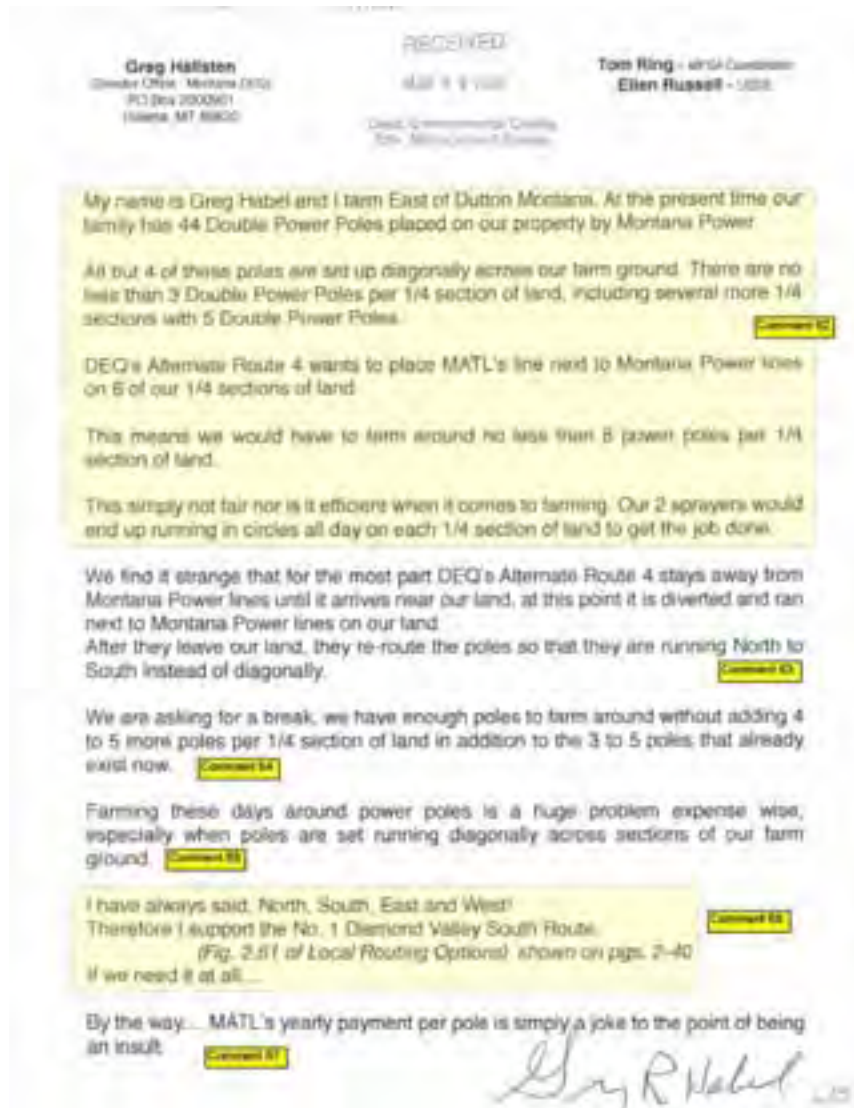 RECEIVED
Greg Hallsten
PO Box 2000901
Helena, MT 59620
Tom Ring -
Ellen Russell -
My name is Greg Habel and I farm East of Dutton Montana. At the present time our
family has 44 Double Power Poles placed on our property by Montana Power
All but 4 of these poles are set up diagonally across our farm ground. There are no
less than 3 Double Power Poles per 1/4 section of land, including several more 1/4
sections with 5 Double Power Poles.
Comment 62
DEQ's Alternate Route 4 wants to place MATL's line next to Montana Power lines
on 6 of our 1/4 sections of land
This means we would have to farm around no less than 8 power poles per 1/4
section of land.
This simply not fair nor is it efficient when it comes to farming. Our 2 sprayers would
end up running in circles all day on each 1/4 section of land to get the job done.
We find it strange that for the most part DEQ's Alternate Route 4 stays away from
Montana Power lines until it arrives near our land, at this point it is diverted and ran
next to Montana Power lines on our land
After they leave our land, they re-route the poles so that they are running North to
South instead of diagonally.
Comment 63
We are asking for a break, we have enough poles to farm around without adding 4
to 5 more poles per 1/4 section of land in addition to the 3 to 5 poles that already
exist now.
Comment 64
Farming these days around power poles is a huge problem expense wise,
especially when poles are set running diagonally across sections of our farm
ground.
Comment 65
I have always said, North, South, East and West!
Comment 66
Therefore I support the No. 1 Diamond Valley South Route.
(Fig. 2.61 of Local Routing Options) shown on pgs. 2-40
If we need it at all...
By the way... MATL's yearly payment per pole is simply a joke to the point of being
an insult.
Comment 67
Greg R Habel